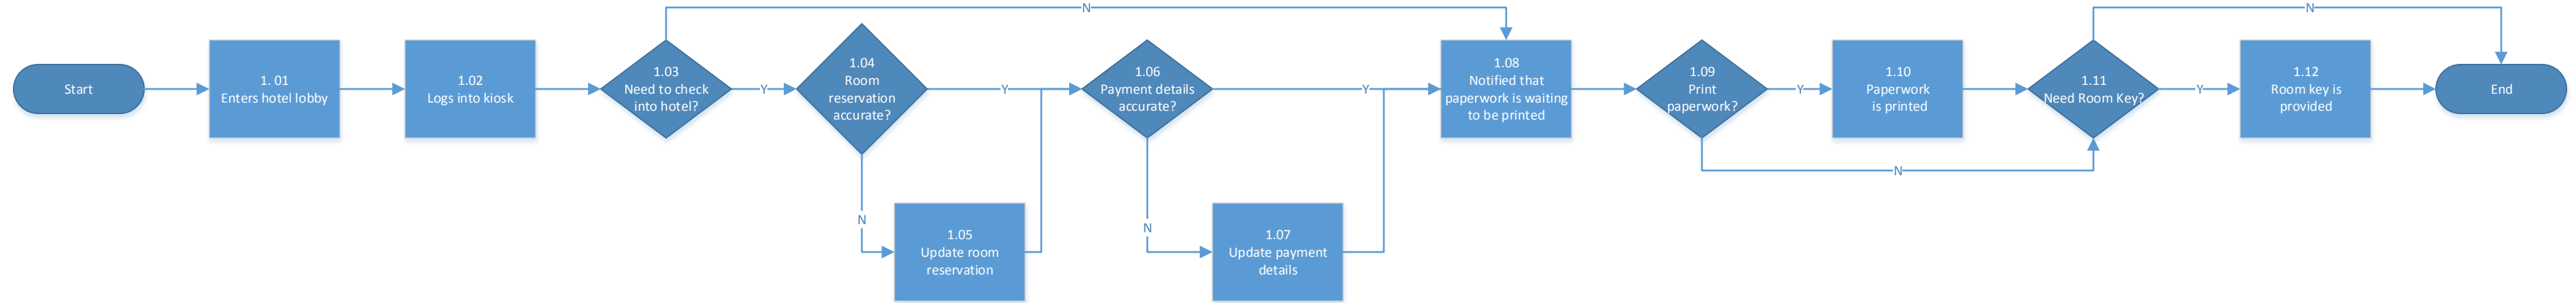 Start
1. 01
Enters hotel lobby
1.02
Logs into kiosk
1.03
Need to check
into hotel?
N
Y
1.04
Room
reservation
accurate?
Y
N
1.05
Update room
reservation
1.06
Payment details
accurate?
Y
N
1.07
Update payment
details
1.08
Notified that
paperwork is waiting
to be printed
1.09
Print
paperwork?
Y
N
1.10
Paperwork
is printed
1.11
Need Room Key?
N
Y
1.12
Room key is
provided
End